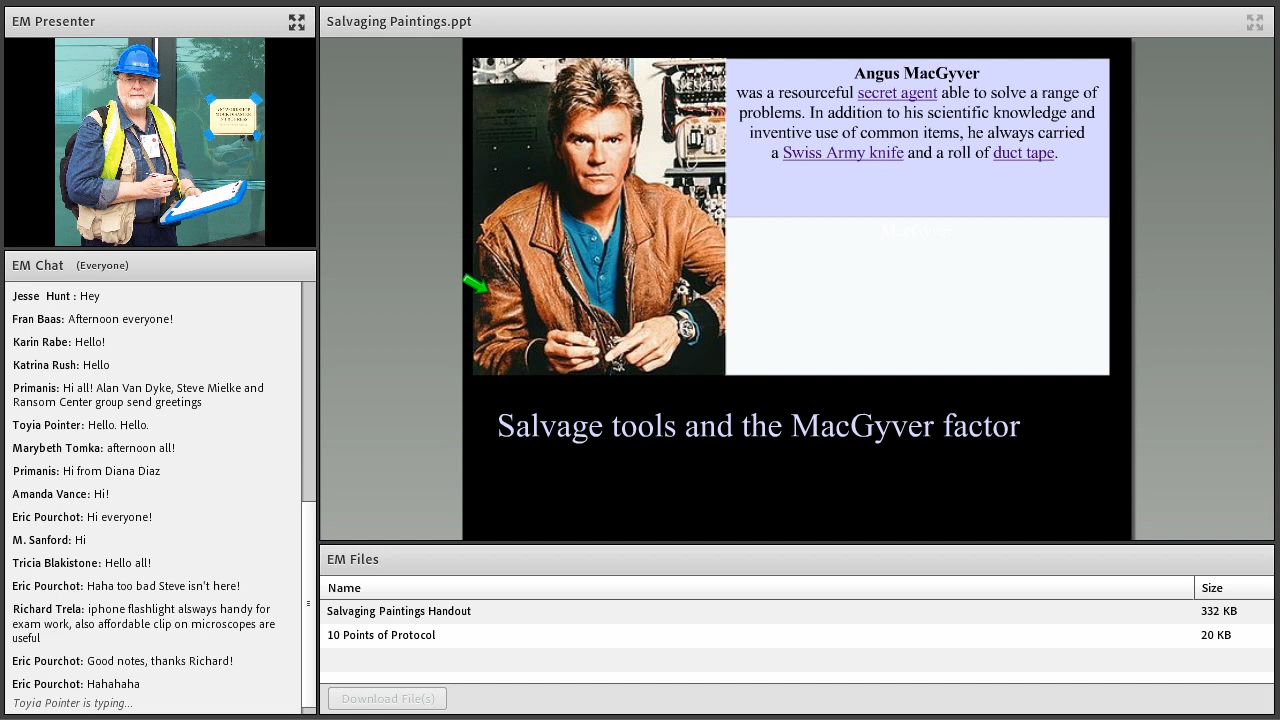 EM Presenter
EM Chat (Everyone)
Jesse Hunt : Hey
Fran Baas: Afternoon everyone!
Karin Rabe: Hello!
Katrina Rush: Hello
Primanis: Hi all! Alan Van Dyke, Steve Mielke and
Ransom Center group send greetings
Toyia Pointer: Hello. Hello.
Marybeth Tomka: afternoon all!
Primanis: Hi from Diana Diaz
Amanda Vance: Hi!
Eric Pourchot: Hi everyone!
M. Sanford: Hi
Tricia Blakistone: Hello all!
Eric Pourchot: Haha too bad Steve isn't here!
Richard Trela: iphone flashlight alsways handy for
exam work, also affordable clip on microscopes are
useful
Eric Pourchot: Good notes, thanks Richard!
Eric Pourchot: Hahahaha
Toyia Pointer is typing...
Salvaging Paintings.ppt
Angus MacGyver
was a resourceful secret agent able to solve a range of
problems. In addition to his scientific knowledge and
inventive use of common items, he always carried
a Swiss Army knife and a roll of duct tape.
MacGyver
Salvage tools and the MacGyver factor
EM Files
Name Size
Salvaging Paintings Handout 332 KB
10 Points of Protocol 20 KB
Download File(s)